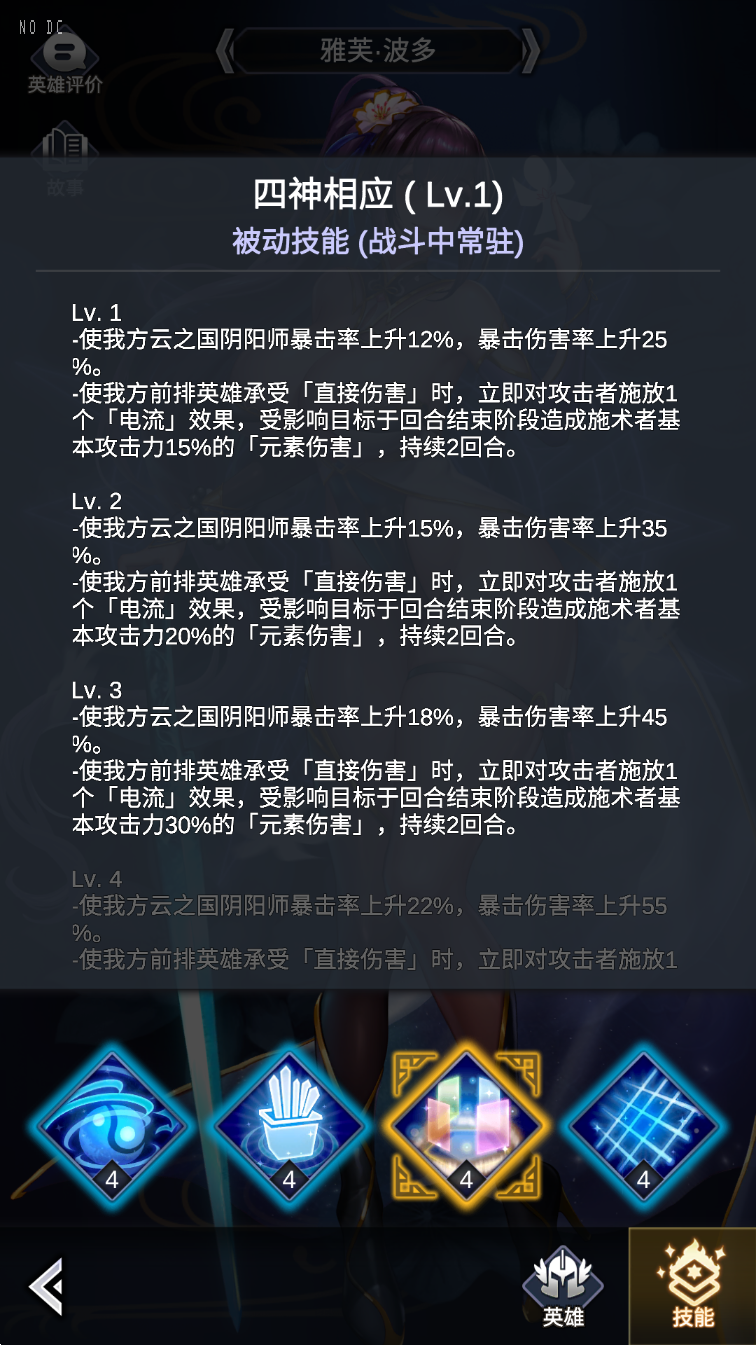 NO DC
雅芙·波多
英雄评价
故事
四神相应 ( Lv.1)
被动技能 (战斗中常驻)
Lv. 1
-使我方云之国阴阳师暴击率上升12%，暴击伤害率上升25
%。
-使我方前排英雄承受「直接伤害」时，立即对攻击者施放1
个「电流」效果，受影响目标于回合结束阶段造成施术者基
本攻击力15%的「元素伤害」，持续2回合。
Lv. 2
-使我方云之国阴阳师暴击率上升15%，暴击伤害率上升35
%。
-使我方前排英雄承受「直接伤害」时，立即对攻击者施放1
个「电流」效果，受影响目标于回合结束阶段造成施术者基
本攻击力20%的「元素伤害」，持续2回合。
Lv. 3
-使我方云之国阴阳师暴击率上升18%，暴击伤害率上升45
%。
-使我方前排英雄承受「直接伤害」时，立即对攻击者施放1
个「电流」效果，受影响目标于回合结束阶段造成施术者基
本攻击力30%的「元素伤害」，持续2回合。
Lv. 4
-使我方云之国阴阳师暴击率上升22%，暴击伤害率上升55
%。
-使我方前排英雄承受「直接伤害」时，立即对攻击者施放1
4 4 4 4
英雄
技能